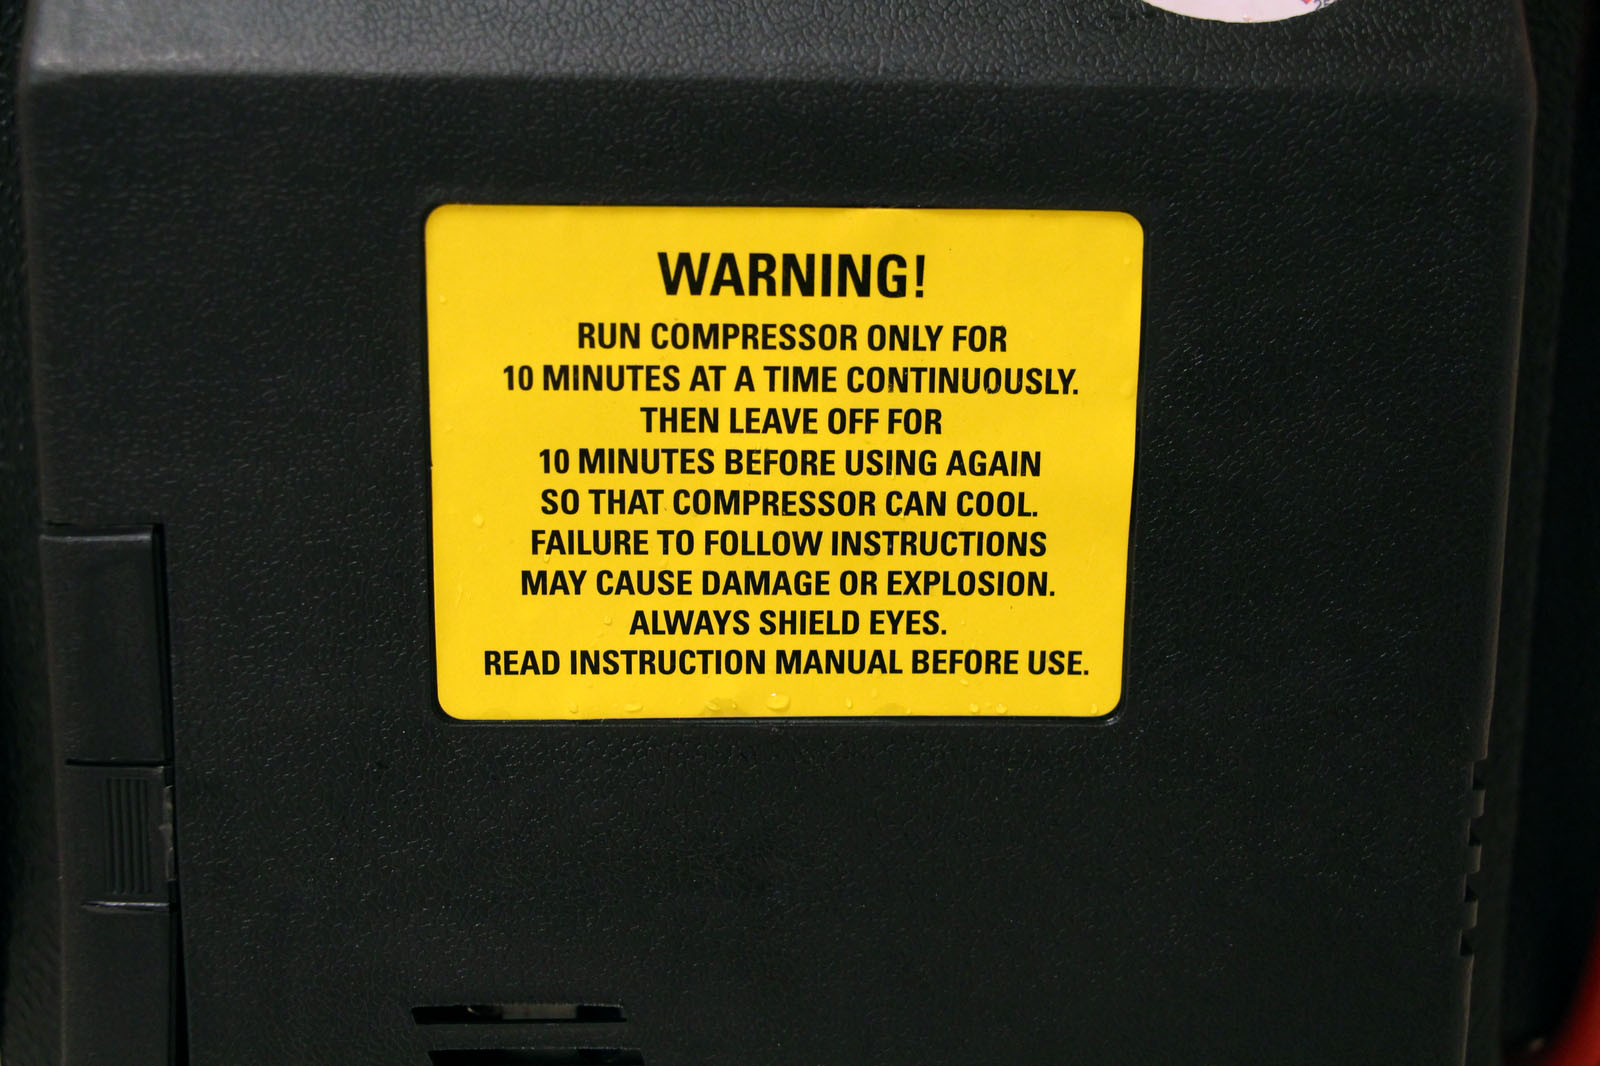 WARNING!
RUN COMPRESSOR ONLY FOR
10 MINUTES AT A TIME CONTINUOUSLY.
THEN LEAVE OFF FOR
10 MINUTES BEFORE USING AGAIN
SO THAT COMPRESSOR CAN COOL.
FAILURE TO FOLLOW INSTRUCTIONS
MAY CAUSE DAMAGE OR EXPLOSION.
ALWAYS SHIELD EYES.
READ INSTRUCTION MANUAL BEFORE USE.